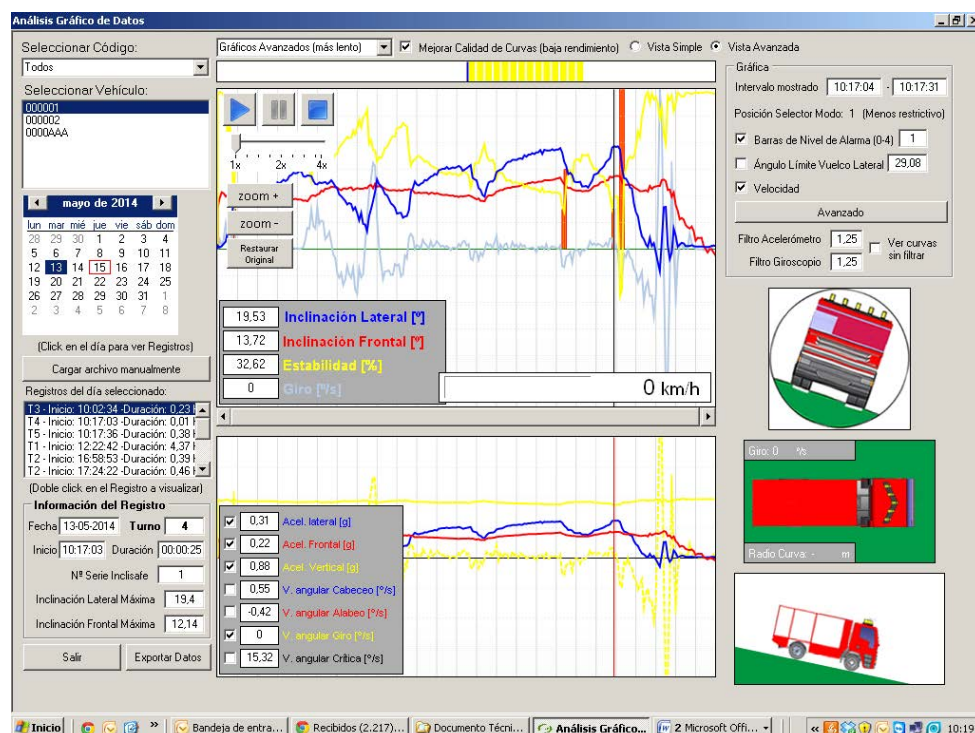 Análisis Gráfico de Datos
Seleccionar Código:
Todos
Seleccionar Vehículo:
000001
000002
0000AAA
mayo de 2014
lun mar mié jue vie sáb dom
28 29 30 1 2 3 4
5 6 7 8 9 10 11
12 13 14 15 16 17 18
19 20 21 22 23 24 25
26 27 28 29 30 31 1
2 3 4 5 6 7 8
(Click en el día para ver Registros)
Cargar archivo manualmente
Registros del día seleccionado:
T3 - Inicio: 10:02:34 -Duración: 0,23
T4 - Inicio: 10:17:03 -Duración: 0,01
T5 - Inicio: 10:17:36 -Duración: 0,38
T1 - Inicio: 12:22:42 -Duración: 4,37
T2 - Inicio: 16:58:53 -Duración: 0,39
T2 - Inicio: 17:24:22 -Duración: 0,46
(Doble click en el Registro a visualizar)
Información del Registro
Fecha 13-05-2014 Turno 4
Inicio 10:17:03 Duración 00:00:25
Nº Serie Inclisafe 1
Inclinación Lateral Máxima 19,4
Inclinación Frontal Máxima 12,14
Salir Exportar Datos
Gráficos Avanzados (más lento) Mejorar Calidad de Curvas (baja rendimiento) Vista Simple Vista Avanzada
1x 2x 4x
zoom +
zoom -
Restaurar
Original
19,53 Inclinación Lateral [º]
13,72 Inclinación Frontal [º]
32,62 Estabilidad [%]
0 Giro [º/s]
0 km/h
0,31 Acel. lateral [g]
0,22 Acel. Frontal [g]
0,88 Acel. Vertical [g]
0,55 V. angular Cabeceo [º/s]
-0,42 V. angular Alabeo [º/s]
0 V. angular Giro [º/s]
15,32 V. angular Crítica [º/s]
Gráfica
Intervalo mostrado 10:17:04 - 10:17:31
Posición Selector Modo: 1 (Menos restrictivo)
Barras de Nivel de Alarma (0-4) 1
Ángulo Límite Vuelco Lateral 29,08
Velocidad
Avanzado
Filtro Acelerómetro 1,25
Filtro Giroscopio 1,25
Ver curvas
sin filtrar
Giro: 0 º/s
Radio Curva: - m
Inicio » Bandeja de entra... Recibidos (2.217)... Documento Técni... Análisis Gráfico... 2 Microsoft Offi... « 10:19